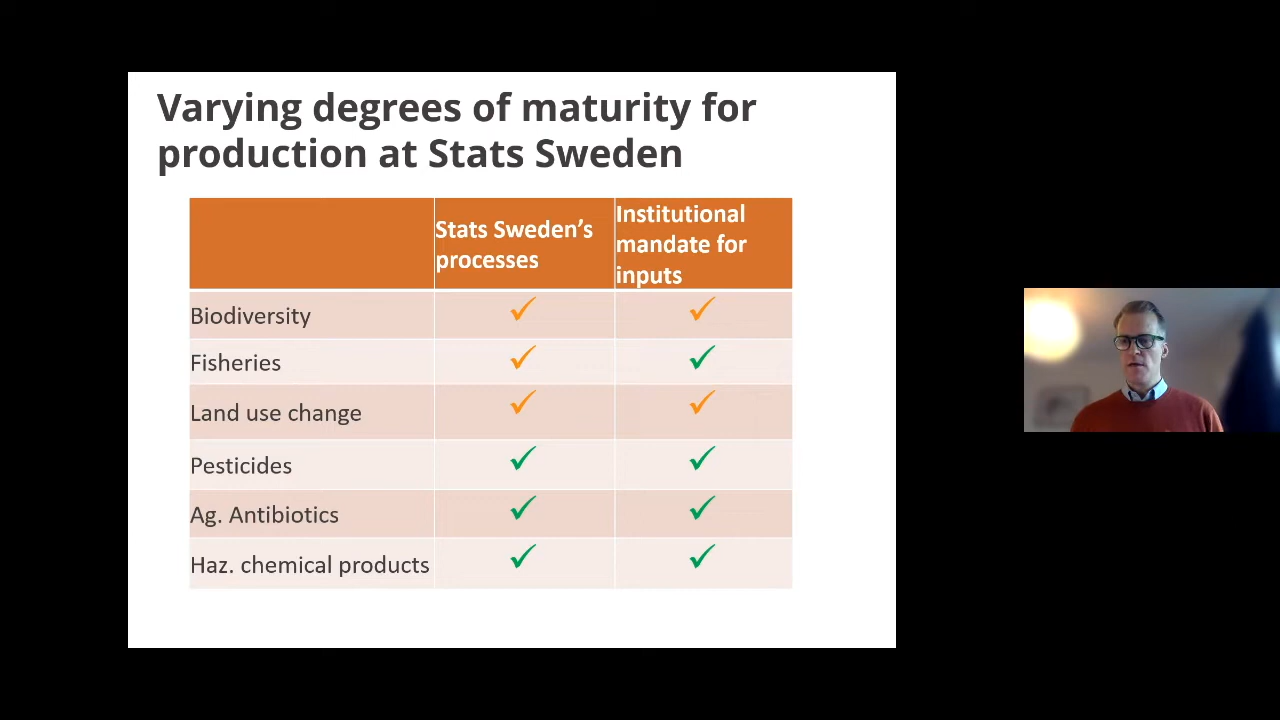 Varying degrees of maturity for
production at Stats Sweden
Stats Sweden’s
processes
Institutional
mandate for
inputs
Biodiversity
Fisheries
Land use change
Pesticides
Ag. Antibiotics
Haz. chemical products